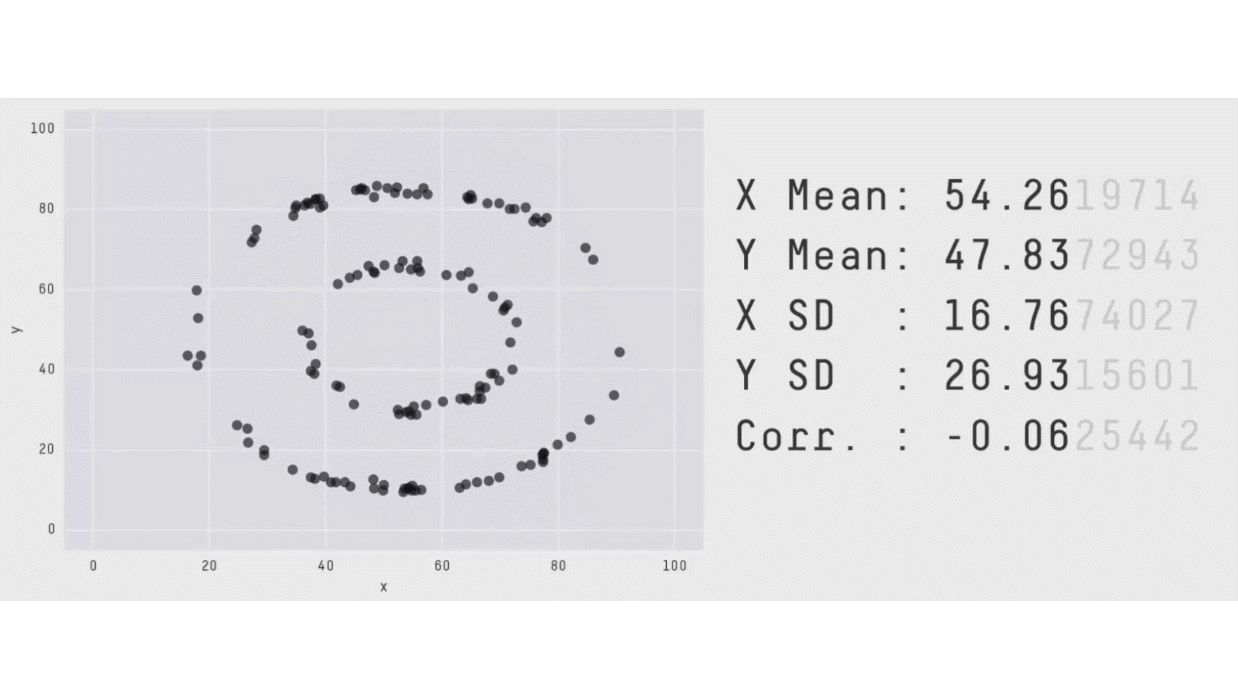 100
80
60
40
20
0
y
0 20 40 60 80 100
x
X Mean: 54.2619714
Y Mean: 47.8372943
X SD : 16.7674027
Y SD : 26.9315601
Corr. : -0.0625442